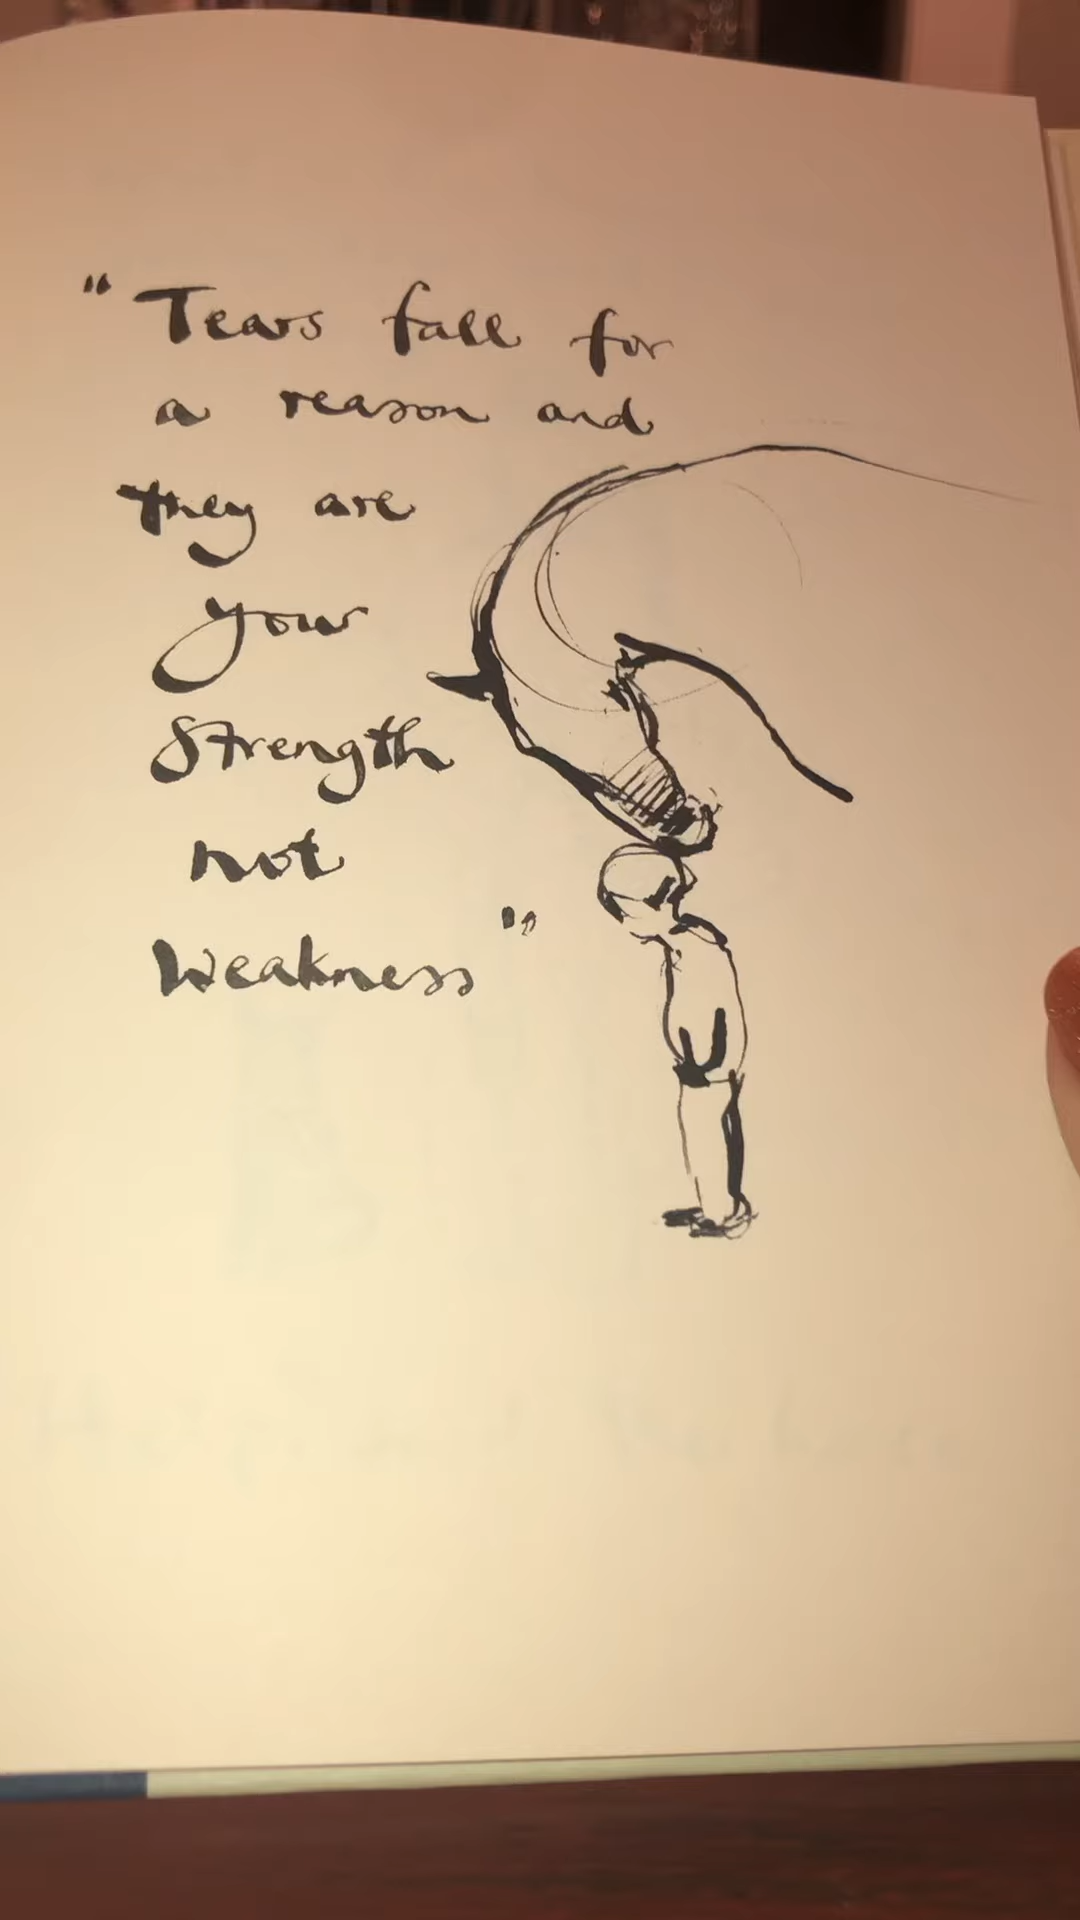 “Tears fall for
a reason and
they are
your
Strength
not
Weakness”